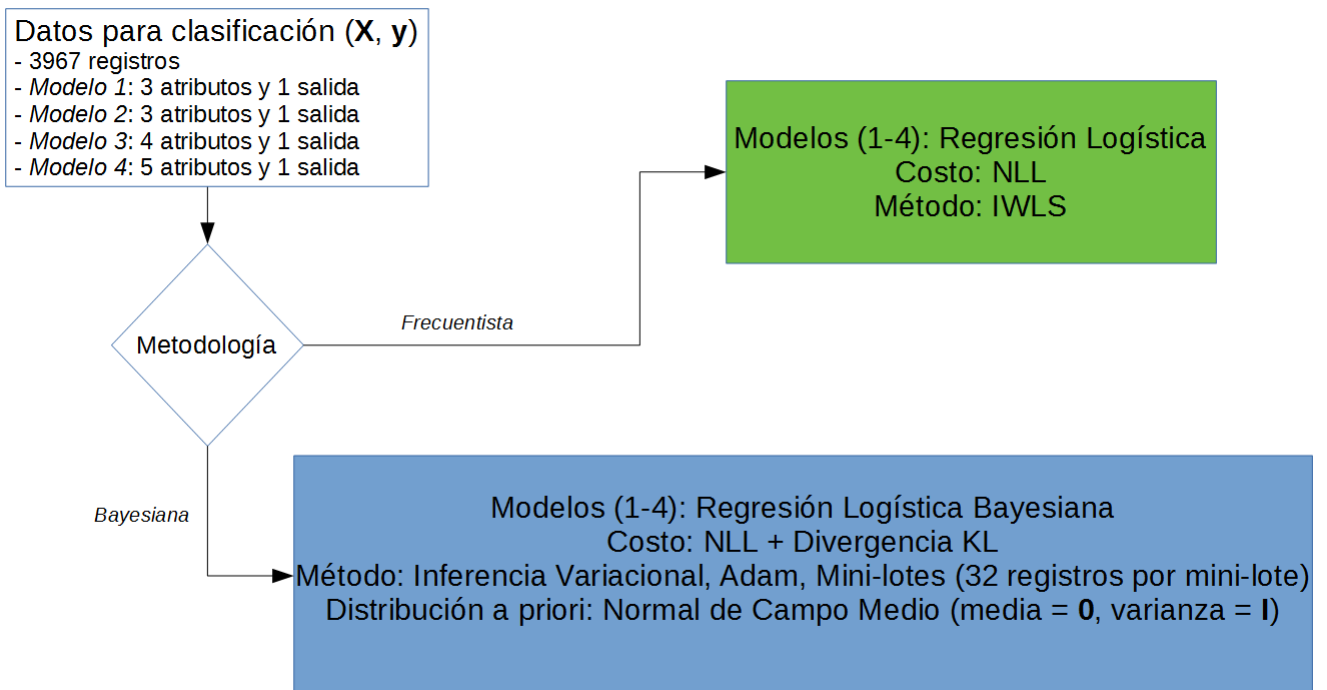 Datos para clasificación (X, y)
- 3967 registros
- Modelo 1: 3 atributos y 1 salida
- Modelo 2: 3 atributos y 1 salida
- Modelo 3: 4 atributos y 1 salida
- Modelo 4: 5 atributos y 1 salida
Modelos (1-4): Regresión Logística
Costo: NLL
Método: IWLS
Frecuentista
Metodología
Bayesiana
Modelos (1-4): Regresión Logística Bayesiana
Costo: NLL + Divergencia KL
Método: Inferencia Variacional, Adam, Mini-lotes (32 registros por mini-lote)
Distribución a priori: Normal de Campo Medio (media = 0, varianza = I)